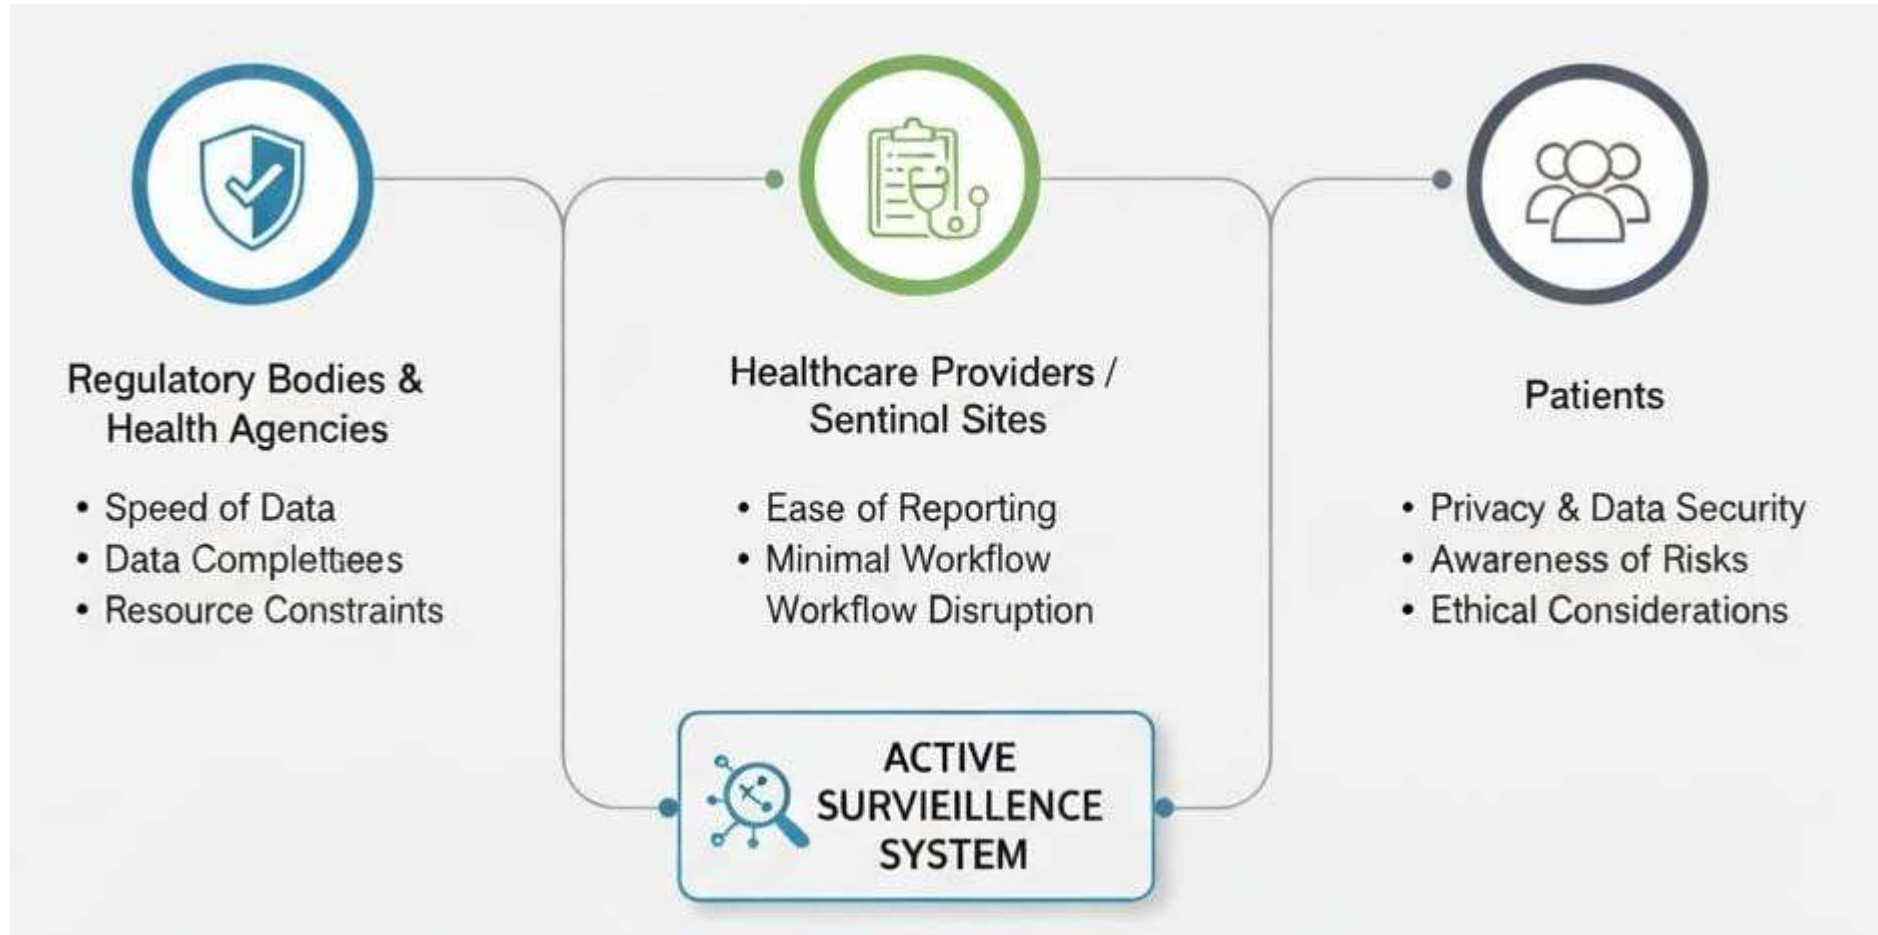 Regulatory Bodies &
Health Agencies
• Speed of Data
• Data Complettiees
• Resource Constraints
Healthcare Providers /
Sentinol Sites
• Ease of Reporting
• Minimal Workflow
Workflow Disruption
Patients
• Privacy & Data Security
• Awareness of Risks
• Ethical Considerations
ACTIVE
SURVIEILLENCE
SYSTEM